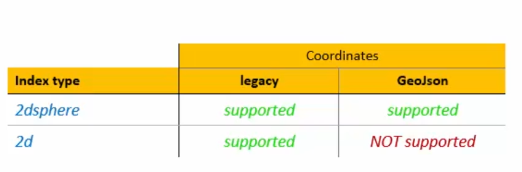 Coordinates
Index type legacy GeoJson
2dsphere supported supported
2d supported NOT supported